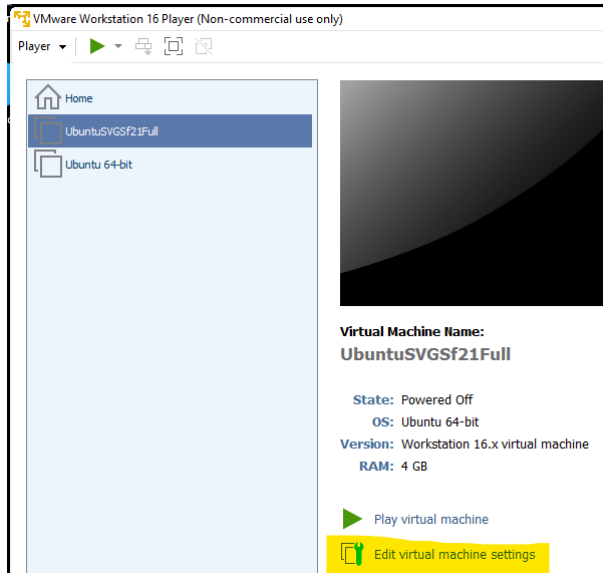 VMware Workstation 16 Player (Non-commercial use only)
Player
Home
UbuntuSVGSf21Full
Ubuntu 64-bit
Virtual Machine Name:
UbuntuSVGSf21Full
State: Powered Off
OS: Ubuntu 64-bit
Version: Workstation 16.x virtual machine
RAM: 4 GB
Play virtual machine
Edit virtual machine settings